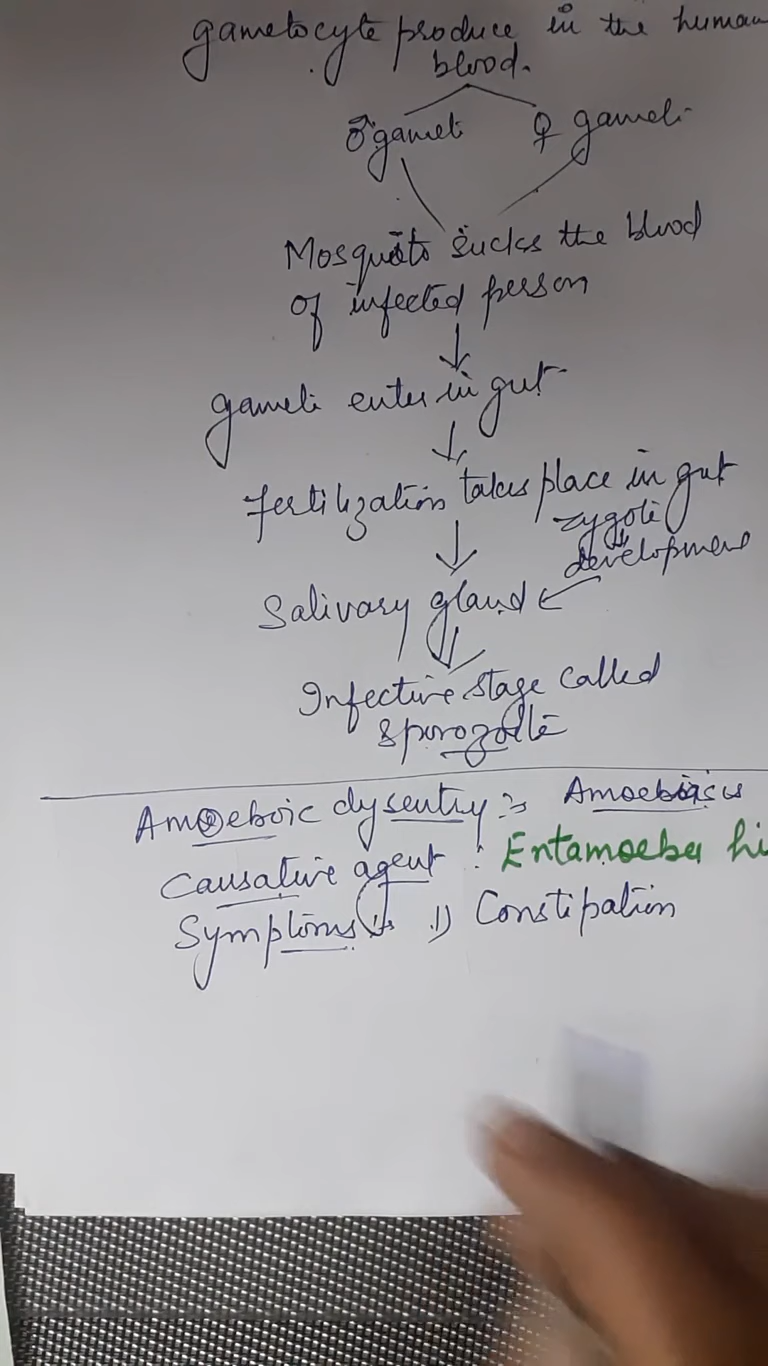 gametocyte produce in the human
blood.
♂ gamete ♀ gamete
Mosquito sucks the blood
of infected person
gamete enter in gut
fertilization takes place in gut
zygote
development
Salivary gland
Infective stage called
sporozoite
Amoeboic dysentry :→ Amoebiasis
Causative agent : Entamoeba hi
Symptoms :→ 1) Constipation